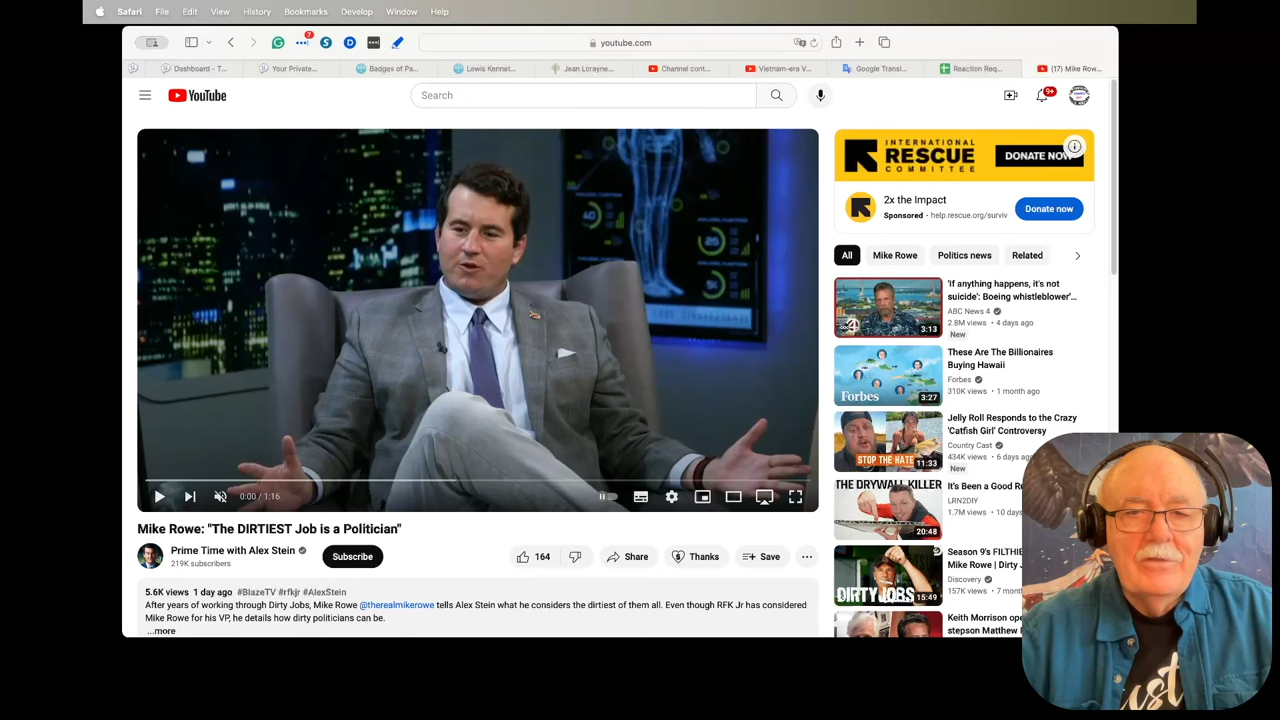 Safari File Edit View History Bookmarks Develop Window Help
7
youtube.com
Dashboard - T...
Your Private...
Badges of Pa...
Lewis Kennet...
Jean Lorayne...
Channel cont...
Vietnam-era V...
Google Transl...
Reaction Req...
(17) Mike Row...
YouTube
Search
9+
40
20
0:00 / 1:16
Mike Rowe: "The DIRTIEST Job is a Politician"
Prime Time with Alex Stein
219K subscribers
Subscribe
164
Share
Thanks
Save
5.6K views 1 day ago #BlazeTV #rfkjr #AlexStein
After years of working through Dirty Jobs, Mike Rowe @therealmikerowe tells Alex Stein what he considers the dirtiest of them all. Even though RFK Jr has considered
Mike Rowe for his VP, he details how dirty politicians can be.
...more
INTERNATIONAL
RESCUE
COMMITTEE
DONATE NOW
2x the Impact
Sponsored · help.rescue.org/surviv
Donate now
All
Mike Rowe
Politics news
Related
'If anything happens, it's not
suicide': Boeing whistleblower'...
ABC News 4
2.8M views • 4 days ago
New
3:13
These Are The Billionaires
Buying Hawaii
Forbes
310K views • 1 month ago
Forbes
3:27
Jelly Roll Responds to the Crazy
'Catfish Girl' Controversy
Country Cast
434K views • 6 days ago
New
STOP THE HATE
11:33
THE DRYWALL KILLER
It's Been a Good R
LRN2DIY
1.7M views • 10 days
20:48
Season 9's FILTHIE
Mike Rowe | Dirty J
Discovery
157K views • 7 mont
DIRTY JOBS
15:49
Keith Morrison ope
stepson Matthew